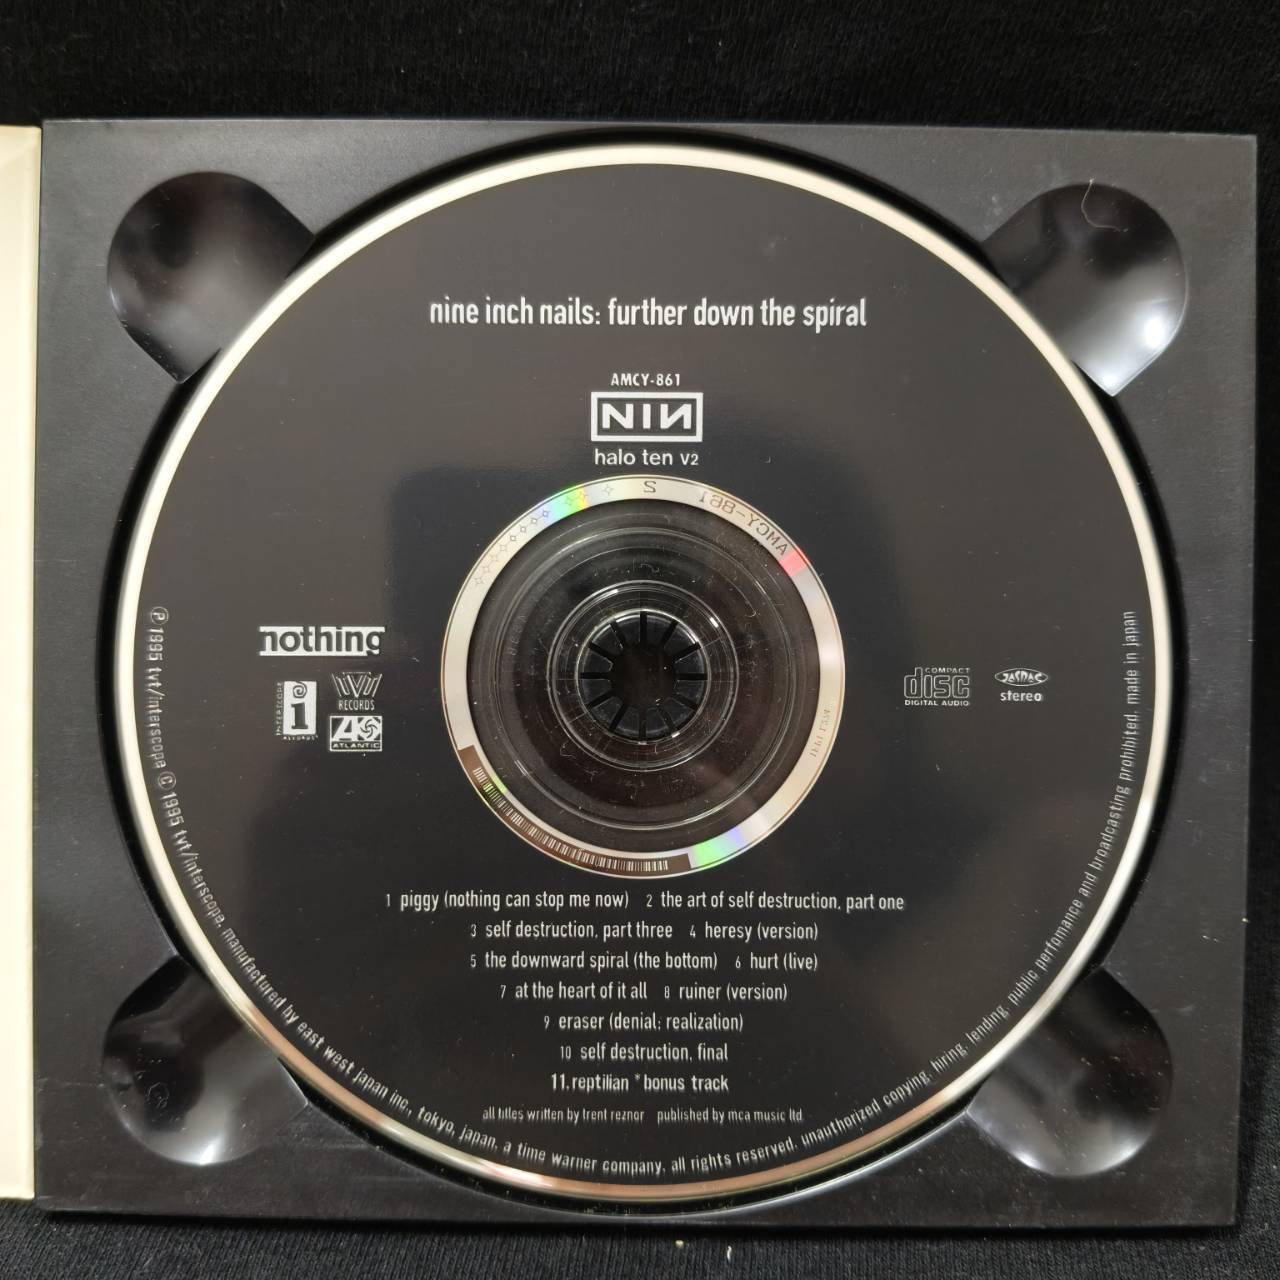 nine inch nails: further down the spiral
AMCY-861
NIN
halo ten v2
AMCY-861 2
nothing
INTERSCOPE RECORDS
TVT RECORDS
ATLANTIC
COMPACT disc DIGITAL AUDIO
JASRAC
stereo
1 piggy (nothing can stop me now) 2 the art of self destruction, part one
3 self destruction, part three 4 heresy (version)
5 the downward spiral (the bottom) 6 hurt (live)
7 at the heart of it all 8 ruiner (version)
9 eraser (denial; realization)
10 self destruction, final
11.reptilian *bonus track
all titles written by trent reznor published by mca music ltd
℗ 1995 tvt/interscope © 1995 tvt/interscope, manufactured by east west japan inc., tokyo, japan, a time warner company, all rights reserved, unauthorized copying, hiring, lending, public perfomance and broadcasting prohibited, made in japan